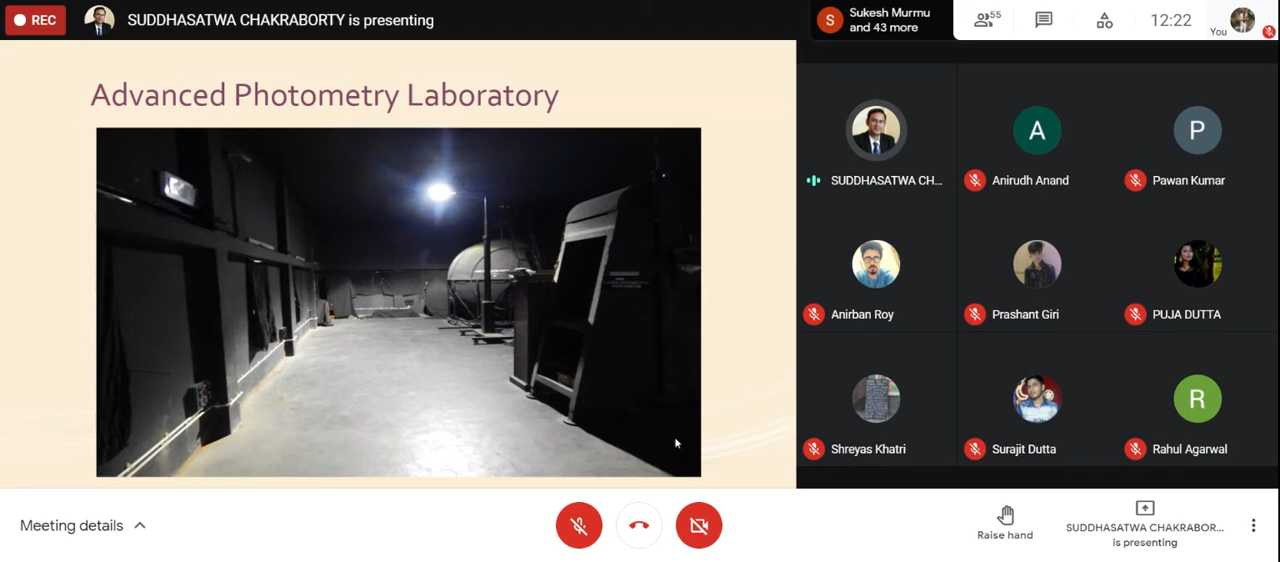 REC
SUDDHASATWA CHAKRABORTY is presenting
S
Sukesh Murmu
and 43 more
55
12:22
You
Advanced Photometry Laboratory
SUDDHASATWA CH...
A
Anirudh Anand
P
Pawan Kumar
Anirban Roy
Prashant Giri
PUJA DUTTA
Shreyas Khatri
Surajit Dutta
R
Rahul Agarwal
Meeting details
Raise hand
SUDDHASATWA CHAKRABOR...
is presenting